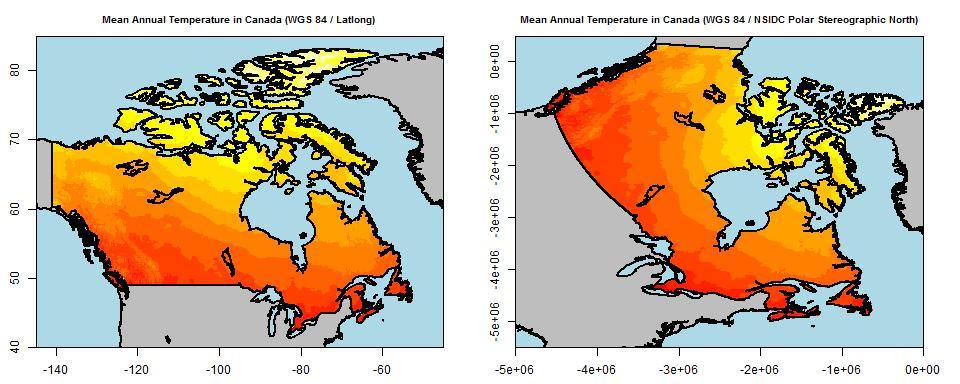 Mean Annual Temperature in Canada (WGS 84 / Latlong)
80
70
60
50
40
-140
-120
-100
-80
-60
Mean Annual Temperature in Canada (WGS 84 / NSIDC Polar Stereographic North)
0e+00
-1e+06
-2e+06
-3e+06
-4e+06
-5e+06
-5e+06
-4e+06
-3e+06
-2e+06
-1e+06
0e+00